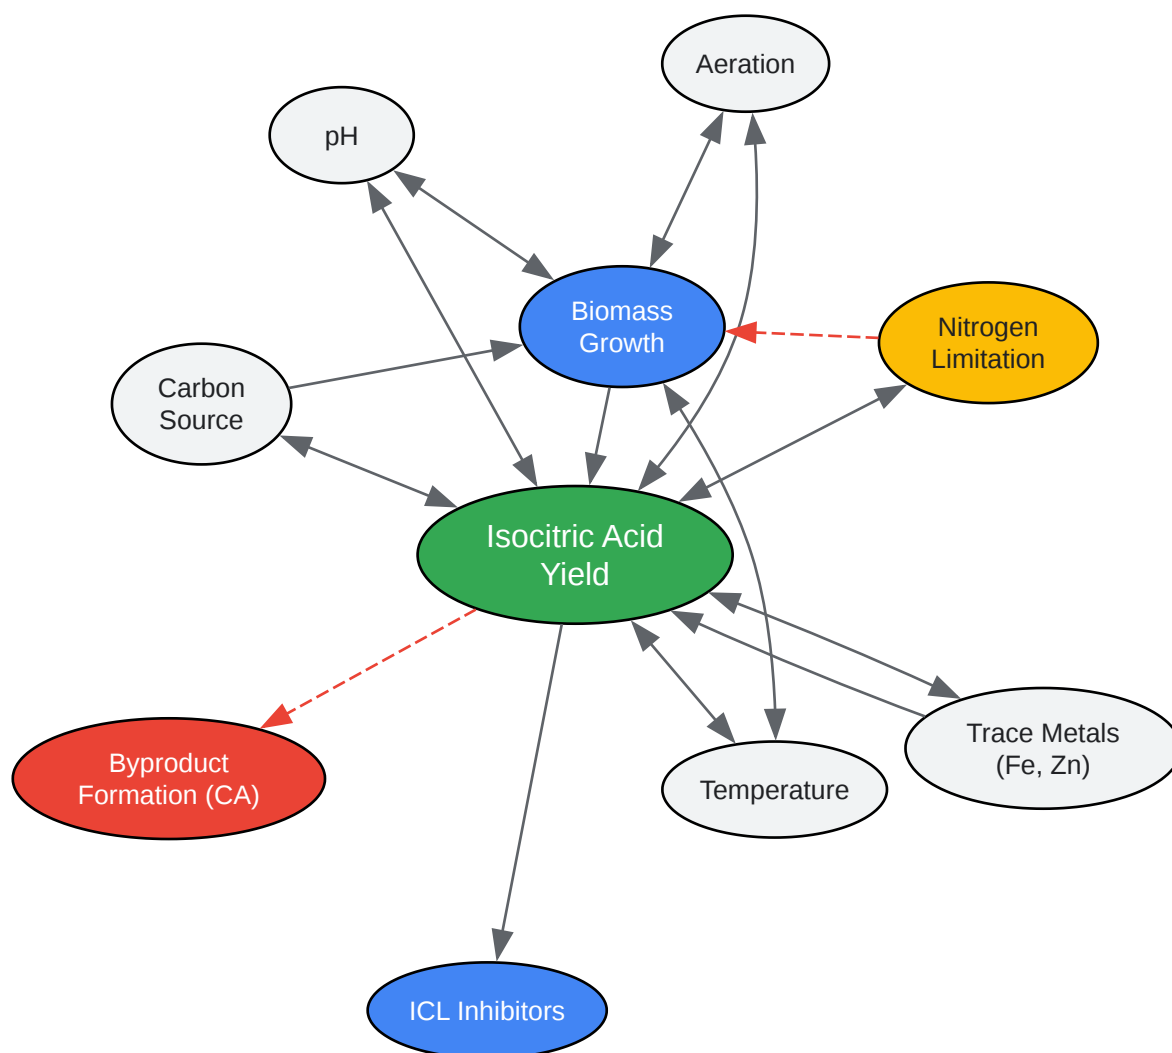 Aeration
pH
Biomass
Growth
Nitrogen
Limitation
Carbon
Source
Isocitric Acid
Yield
Trace Metals
(Fe, Zn)
Byproduct
Formation (CA)
Temperature
ICL Inhibitors